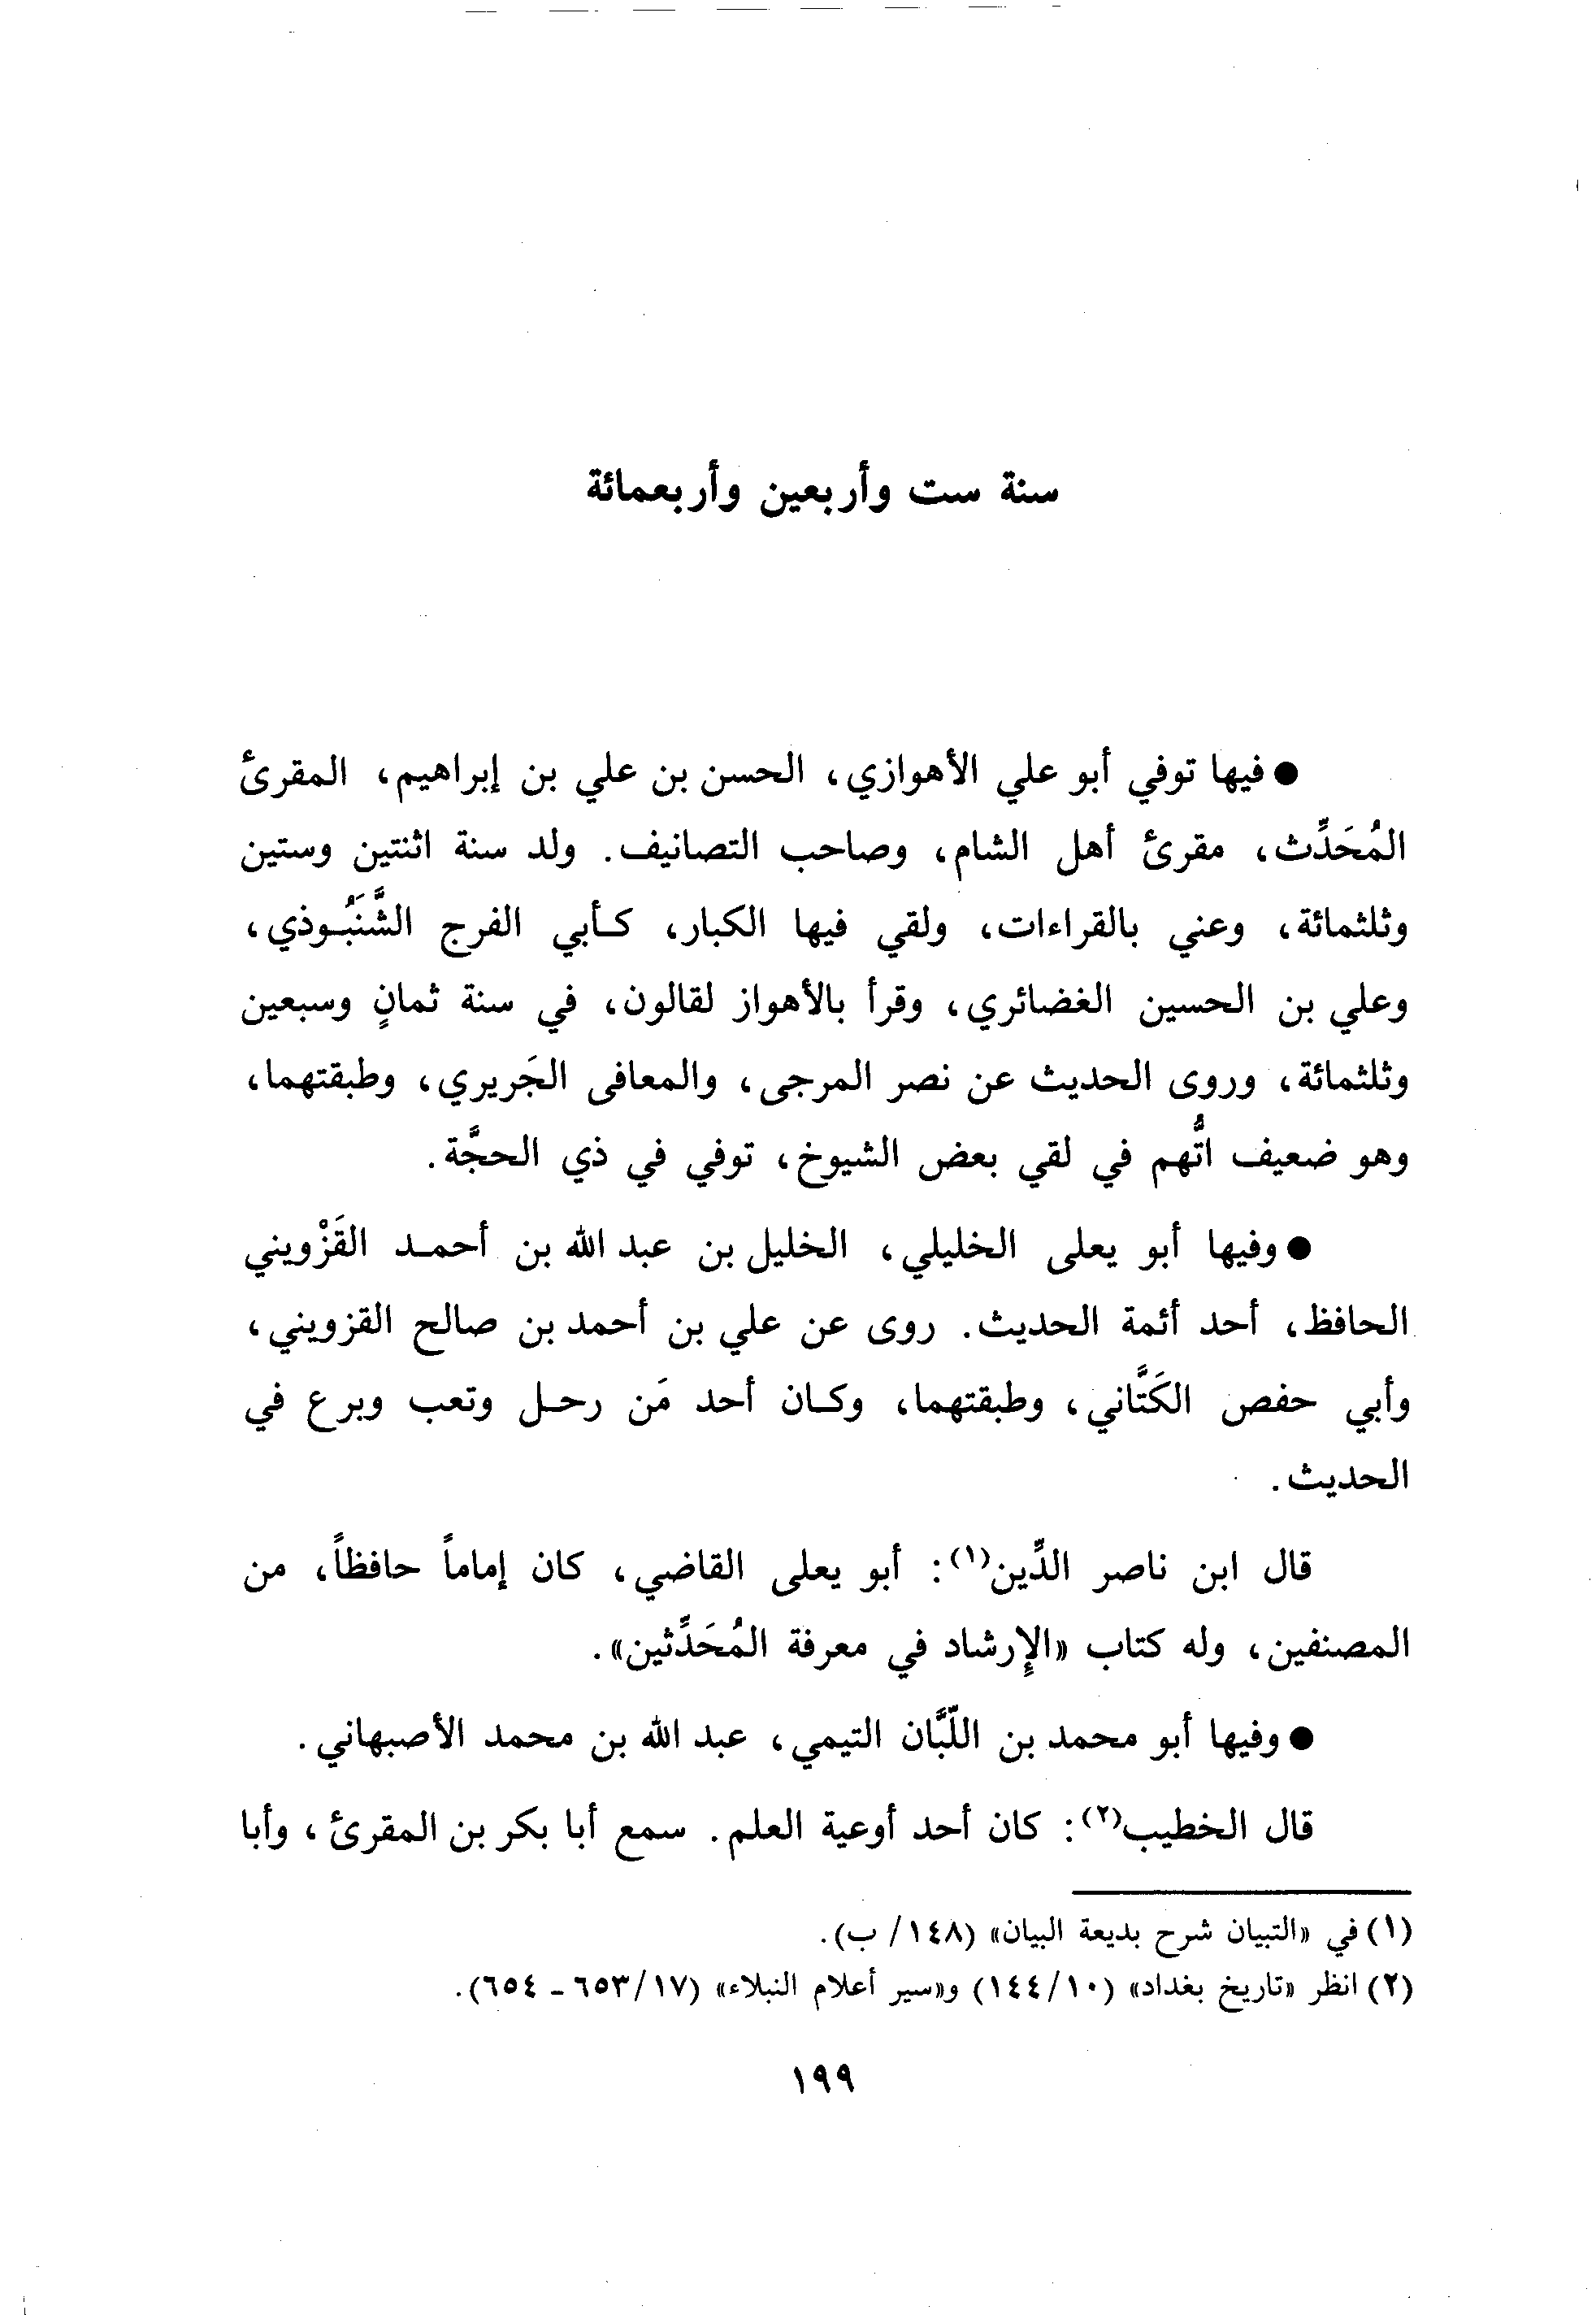 سنة ست وأربعين وأربعمائة
● فيها توفي أبو علي الأهوازي، الحسن بن علي بن إبراهيم، المقرئ
المُحَدِّث، مقرئ أهل الشام، وصاحب التصانيف. ولد سنة اثنتين وستين
وثلثمائة، وعني بالقراءات، ولقي فيها الكبار، كأبي الفرج الشَّنَبُوذي،
وعلي بن الحسين الغضائري، وقرأ بالأهواز لقالون، في سنة ثمانٍ وسبعين
وثلثمائة، وروى الحديث عن نصر المرجى، والمعافى الجَريري، وطبقتهما،
وهو ضعيف اتُّهم في لقي بعض الشيوخ، توفي في ذي الحجَّة.
● وفيها أبو يعلى الخليلي، الخليل بن عبد الله بن أحمد القَزْويني
الحافظ، أحد أئمة الحديث. روى عن علي بن أحمد بن صالح القزويني،
وأبي حفص الكَتَّاني، وطبقتهما، وكان أحد مَن رحل وتعب وبرع في
الحديث.
قال ابن ناصر الدِّين(١): أبو يعلى القاضي، كان إماماً حافظاً، من
المصنفين، وله كتاب «الإِرشاد في معرفة المُحَدِّثين».
● وفيها أبو محمد بن اللَّبَّان التيمي، عبد الله بن محمد الأصبهاني.
قال الخطيب(٢): كان أحد أوعية العلم. سمع أبا بكر بن المقرئ، وأبا
(١) في «التبيان شرح بديعة البيان» (١٤٨/ ب).
(٢) انظر «تاريخ بغداد» (١٠/ ١٤٤) و«سير أعلام النبلاء» (١٧/ ٦٥٣ - ٦٥٤).
١٩٩